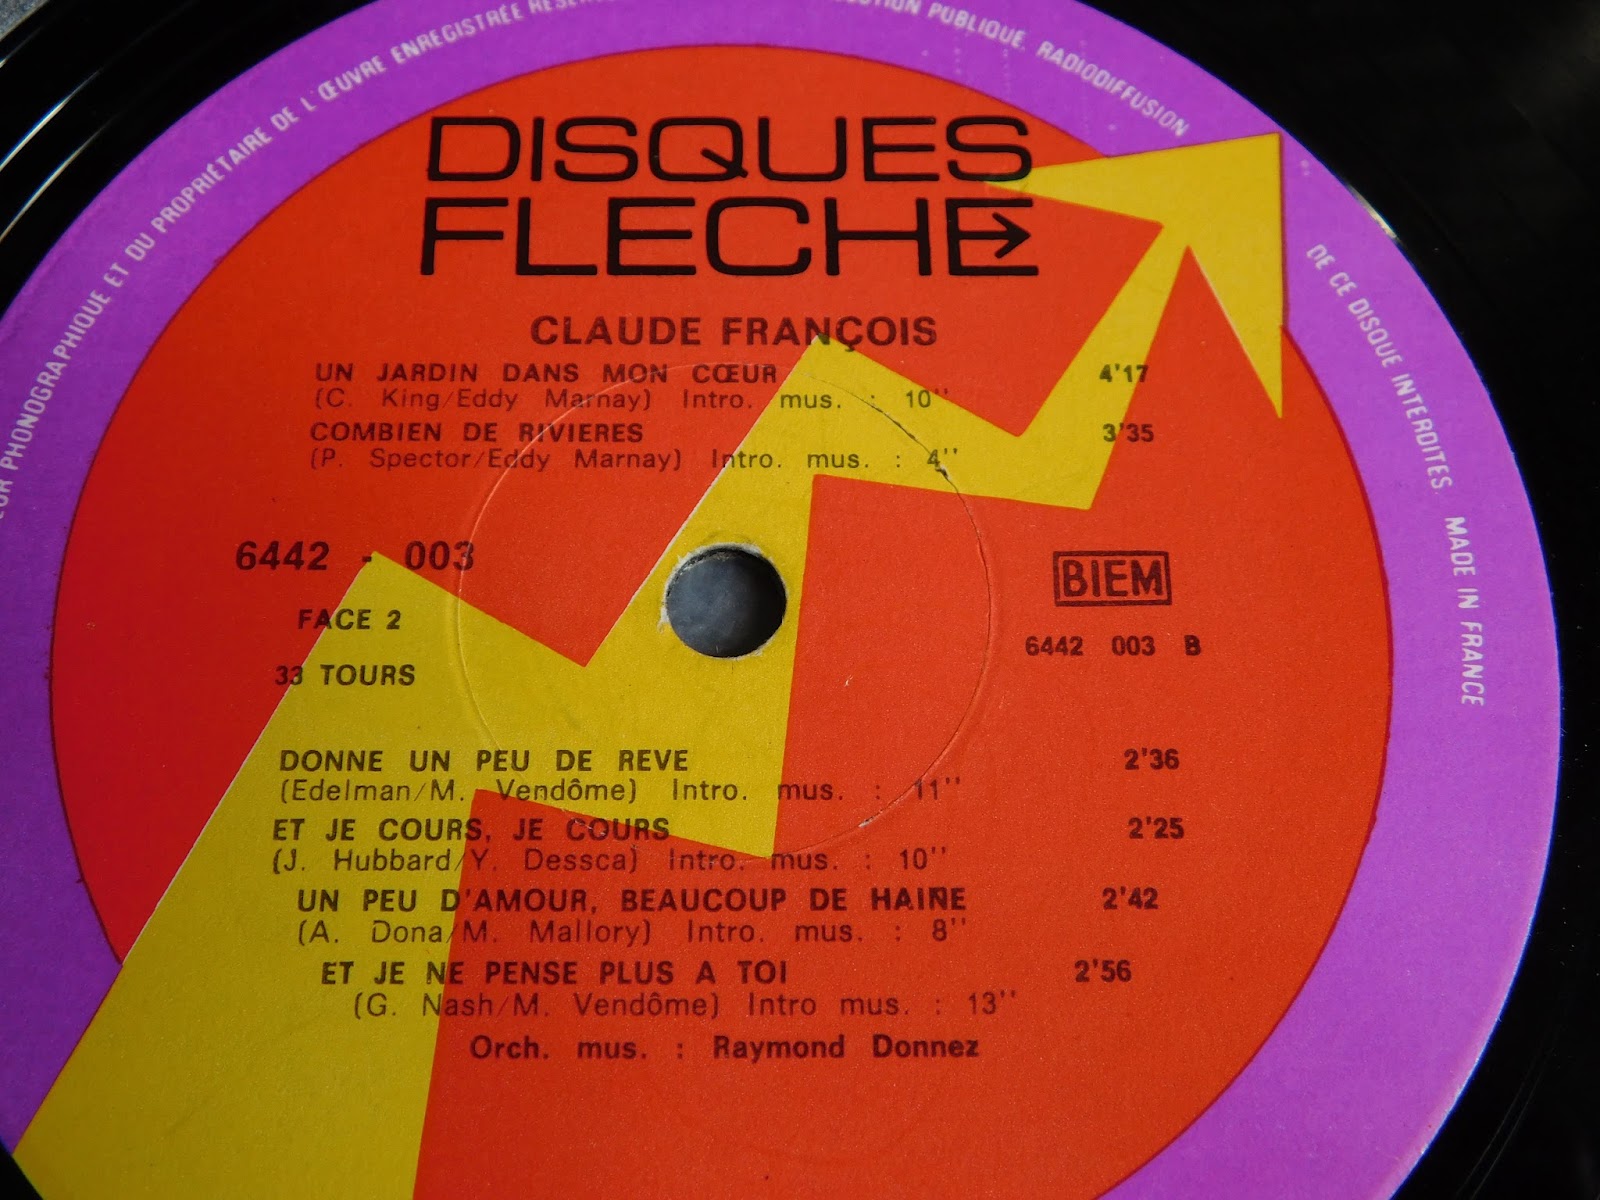 EUR PHONOGRAPHIQUE ET DU PROPRIÉTAIRE DE L'ŒUVRE ENREGISTRÉE
PUBLIQUE. RADIODIFFUSION
DE CE DISQUE INTERDITES. MADE IN FRANCE
DISQUES
FLECHE
CLAUDE FRANÇOIS
UN JARDIN DANS MON CŒUR 4'17
(C. King/Eddy Marnay) Intro. mus. : 10''
COMBIEN DE RIVIERES 3'35
(P. Spector/Eddy Marnay) Intro. mus. : 4''
6442 - 003
BIEM
FACE 2
6442 003 B
33 TOURS
DONNE UN PEU DE REVE 2'36
(Edelman/M. Vendôme) Intro. mus. : 11''
ET JE COURS, JE COURS 2'25
(J. Hubbard/Y. Dessca) Intro. mus. : 10''
UN PEU D'AMOUR, BEAUCOUP DE HAINE 2'42
(A. Dona/M. Mallory) Intro. mus. : 8''
ET JE NE PENSE PLUS A TOI 2'56
(G. Nash/M. Vendôme) Intro mus. : 13''
Orch. mus. : Raymond Donnez